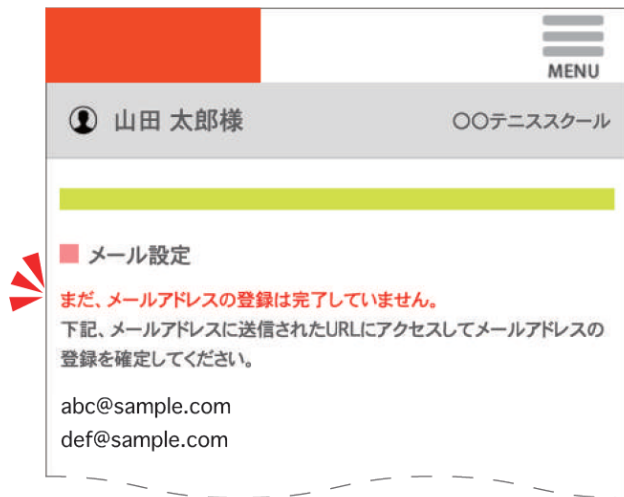 MENU
山田 太郎様
〇〇テニススクール
メール設定
まだ、メールアドレスの登録は完了していません。
下記、メールアドレスに送信されたURLにアクセスしてメールアドレスの
登録を確定してください。
abc@sample.com
def@sample.com